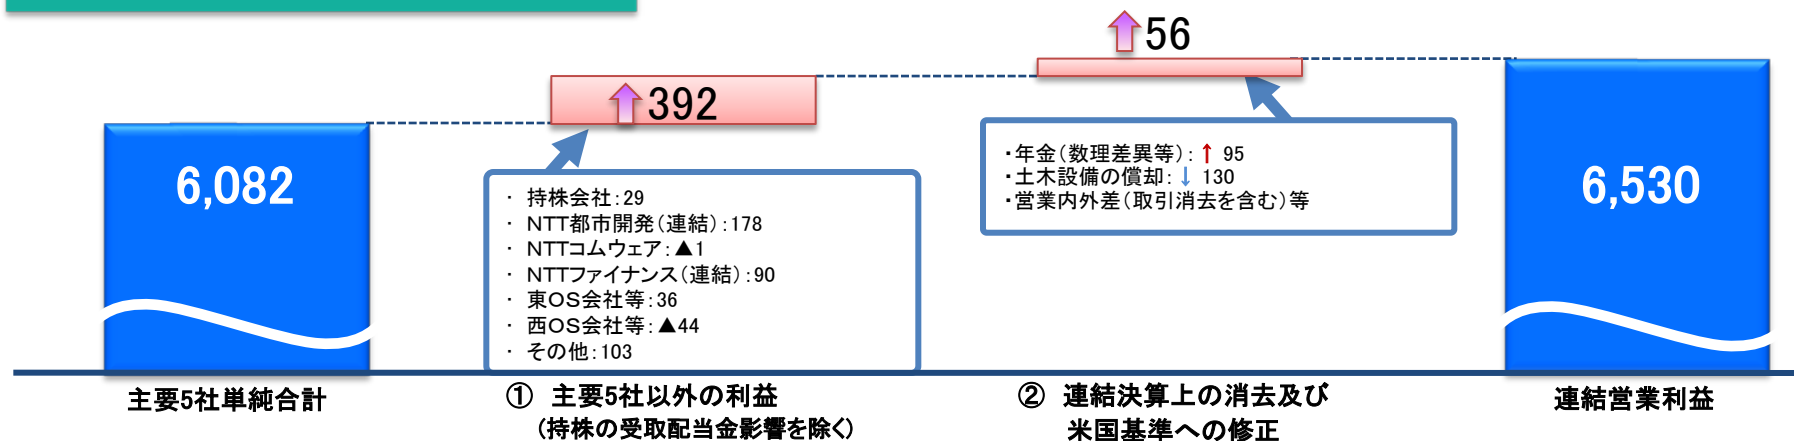 6,082
主要5社単純合計
392
・ 持株会社:29
・ NTT都市開発(連結):178
・ NTTコムウェア:▲1
・ NTTファイナンス(連結):90
・ 東OS会社等:36
・ 西OS会社等:▲44
・ その他:103
① 主要5社以外の利益
(持株の受取配当金影響を除く)
56
・年金(数理差異等):↑ 95
・土木設備の償却:↓ 130
・営業内外差(取引消去を含む)等
② 連結決算上の消去及び
米国基準への修正
6,530
連結営業利益